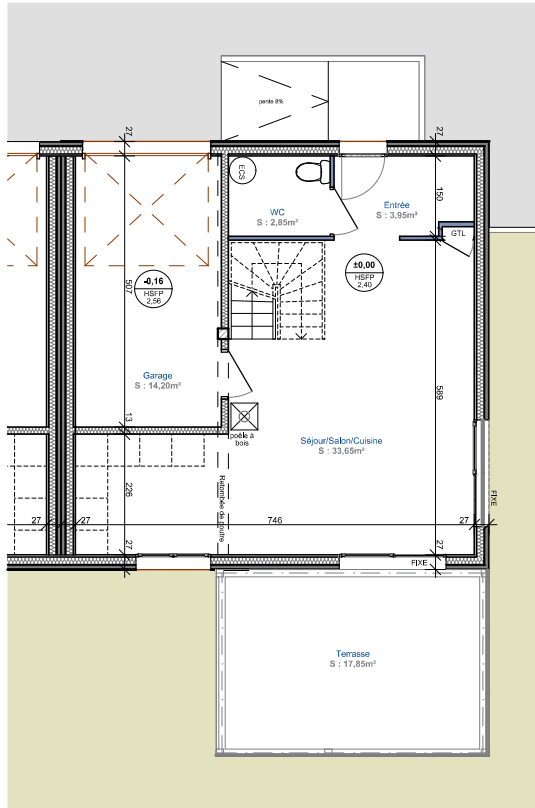 pente 8%
27
27
ECS
WC
S : 2,85m²
Entrée
S : 3,95m²
150
GTL
-0,16
HSFP
2,56
±0,00
HSFP
2,40
507
Garage
S : 14,20m²
13
poêle à
bois
Séjour/Salon/Cuisine
S : 33,65m²
589
226
Retombée de poutre
FIXE
27
27
746
27
27
27
FIXE
Terrasse
S : 17,85m²